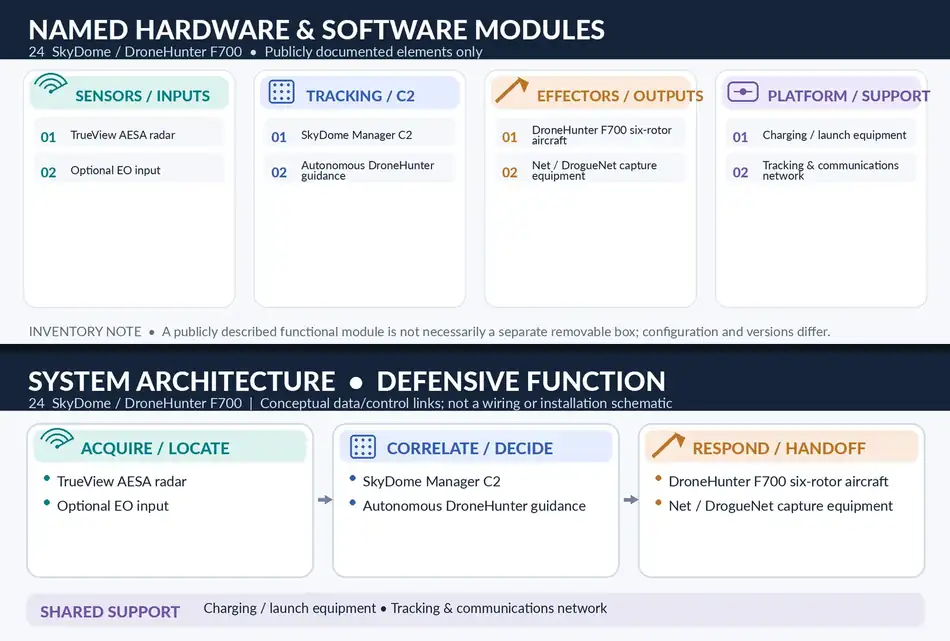 NAMED HARDWARE & SOFTWARE MODULES
24 SkyDome / DroneHunter F700 • Publicly documented elements only
SENSORS / INPUTS
01 TrueView AESA radar
02 Optional EO input
TRACKING / C2
01 SkyDome Manager C2
02 Autonomous DroneHunter
guidance
EFFECTORS / OUTPUTS
01 DroneHunter F700 six-rotor
aircraft
02 Net / DrogueNet capture
equipment
PLATFORM / SUPPORT
01 Charging / launch equipment
02 Tracking & communications
network
INVENTORY NOTE • A publicly described functional module is not necessarily a separate removable box; configuration and versions differ.
SYSTEM ARCHITECTURE • DEFENSIVE FUNCTION
24 SkyDome / DroneHunter F700 | Conceptual data/control links; not a wiring or installation schematic
ACQUIRE / LOCATE
• TrueView AESA radar
• Optional EO input
CORRELATE / DECIDE
• SkyDome Manager C2
• Autonomous DroneHunter guidance
RESPOND / HANDOFF
• DroneHunter F700 six-rotor aircraft
• Net / DrogueNet capture equipment
SHARED SUPPORT Charging / launch equipment • Tracking & communications network